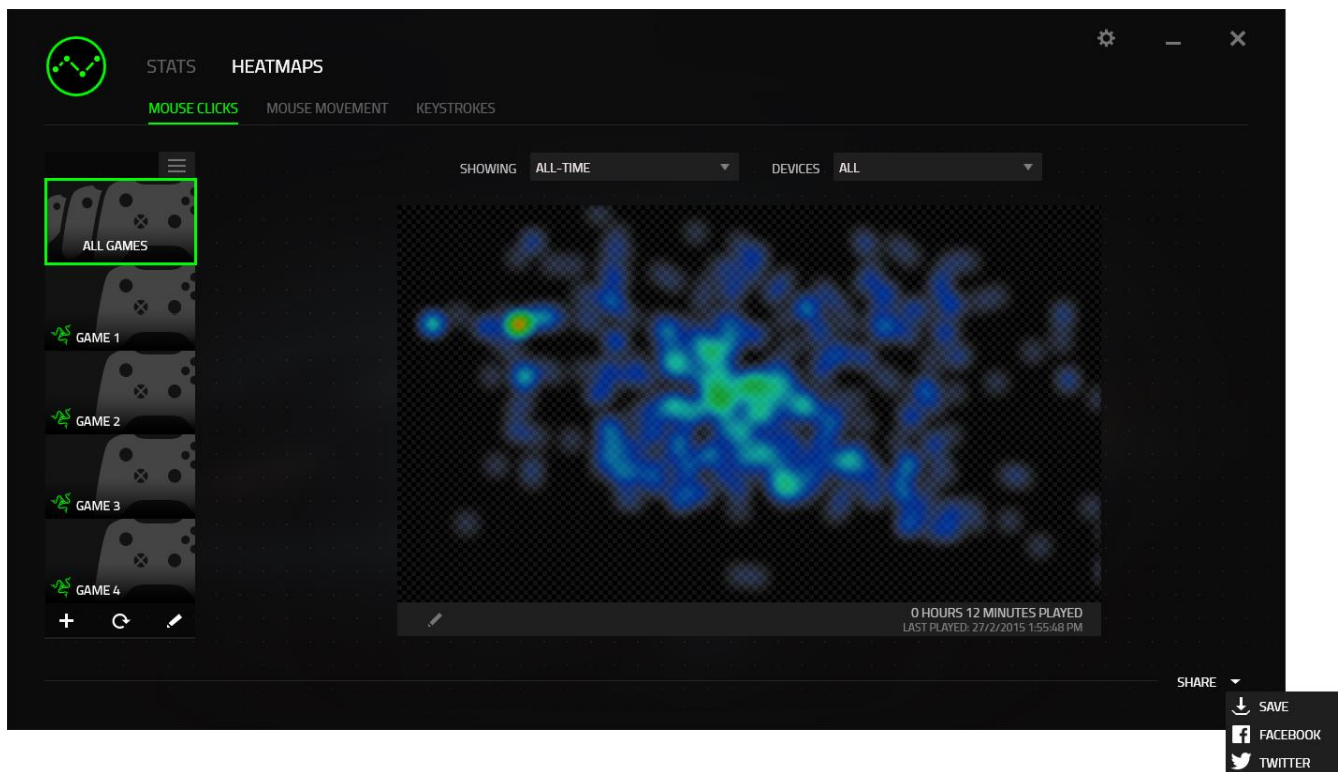 STATS HEATMAPS
MOUSE CLICKS MOUSE MOVEMENT KEYSTROKES
SHOWING ALL-TIME DEVICES ALL
ALL GAMES
GAME 1
GAME 2
GAME 3
GAME 4
0 HOURS 12 MINUTES PLAYED
LAST PLAYED: 27/2/2015 1:55:48 PM
SHARE
SAVE
FACEBOOK
TWITTER